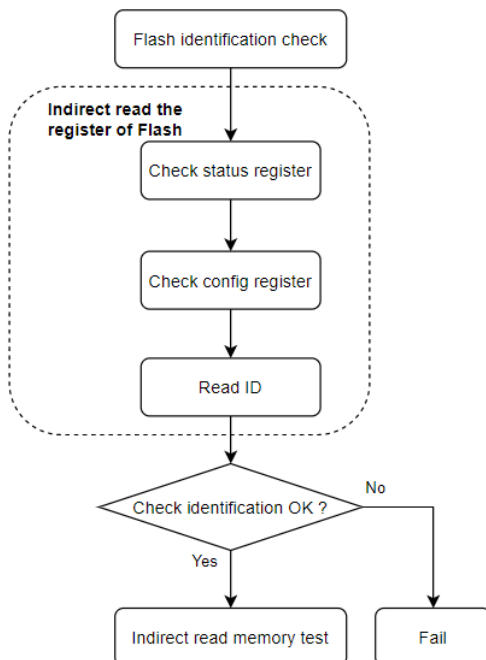 Flash identification check
Indirect read the
register of Flash
Check status register
Check config register
Read ID
Check identification OK ?
No
Yes
Indirect read memory test
Fail